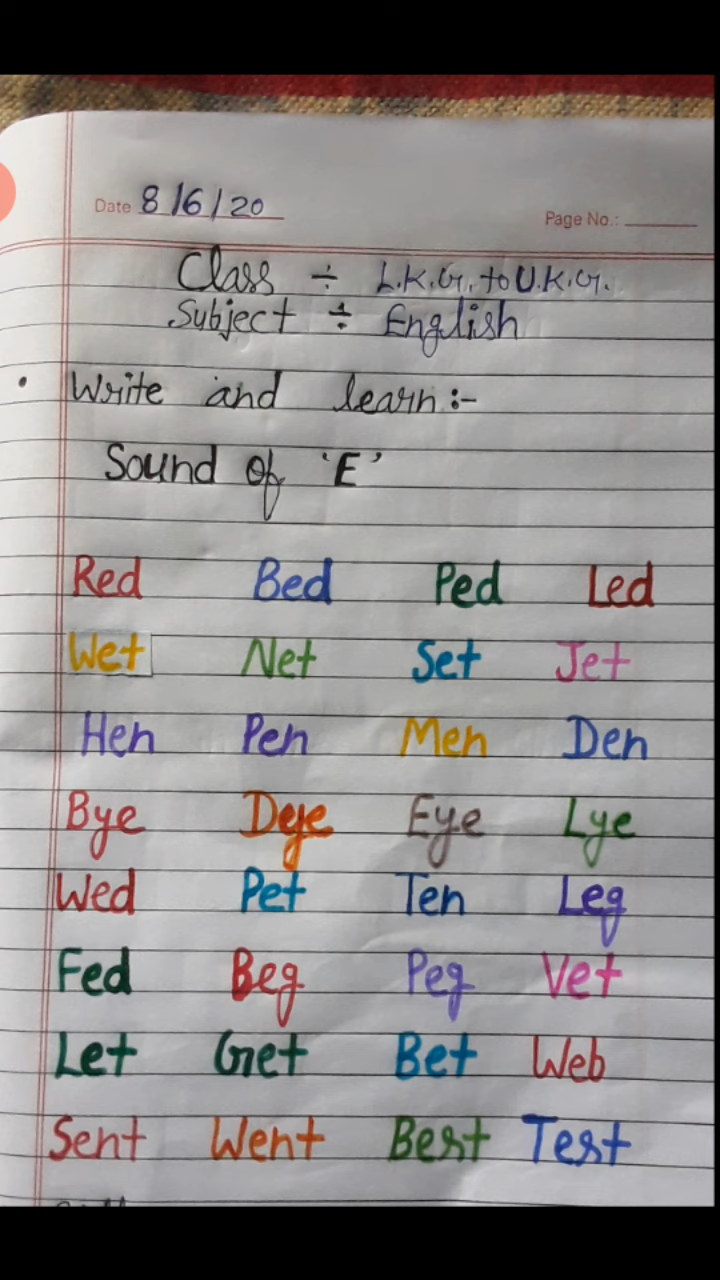 Date 8/6/20
Page No.:
Class ÷ L.K.G. to U.K.G.
Subject ÷ English
• Write and learn :-
Sound of 'E'
Red Bed Ped Led
Wet Net Set Jet
Hen Pen Men Den
Bye Deye Eye Lye
Wed Pet Ten Leg
Fed Beg Peg Vet
Let Get Bet Web
Sent Went Best Test